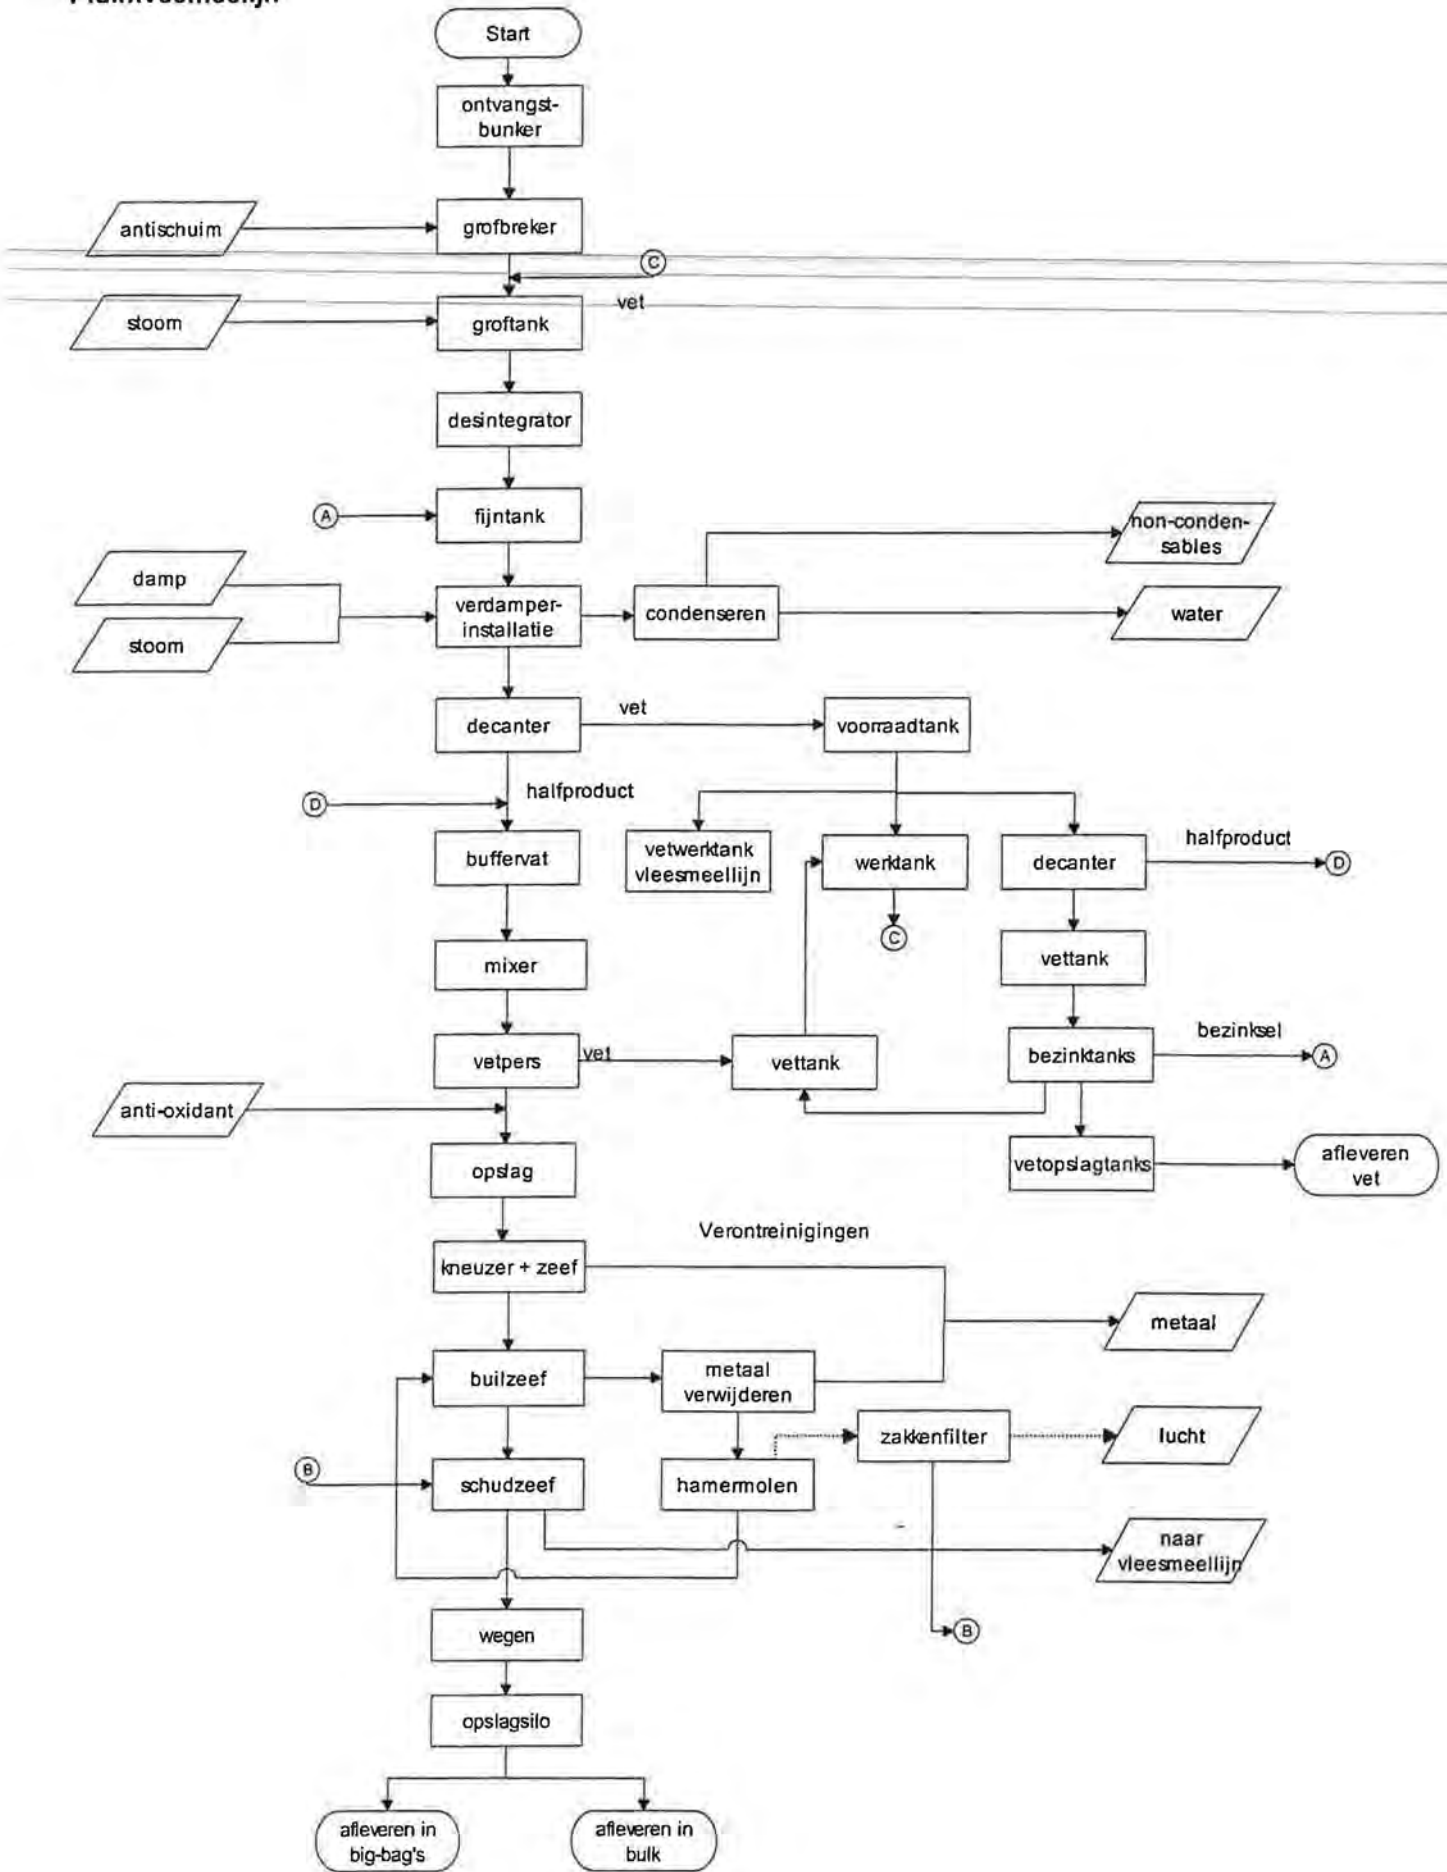 Start
ontvangst-
bunker
antischuim
grofbreker
C
stoom
groftank
vet
desintegrator
A
fijntank
non-conden-
sables
damp
verdamper-
installatie
condenseren
water
stoom
decanter
vet
voorraadtank
D
halfproduct
buffervat
vetwerktank
vleesmeellijn
werktank
decanter
halfproduct
D
C
mixer
vettank
vetpers
vet
vettank
bezinktanks
bezinksel
A
anti-oxidant
opslag
vetopslagtanks
afleveren
vet
Verontreinigingen
kneuzer + zeef
metaal
builzeef
metaal
verwijderen
zakkenfilter
lucht
B
schudzeef
hamermolen
naar
vleesmeellijn
wegen
B
opslagsilo
afleveren in
big-bag's
afleveren in
bulk